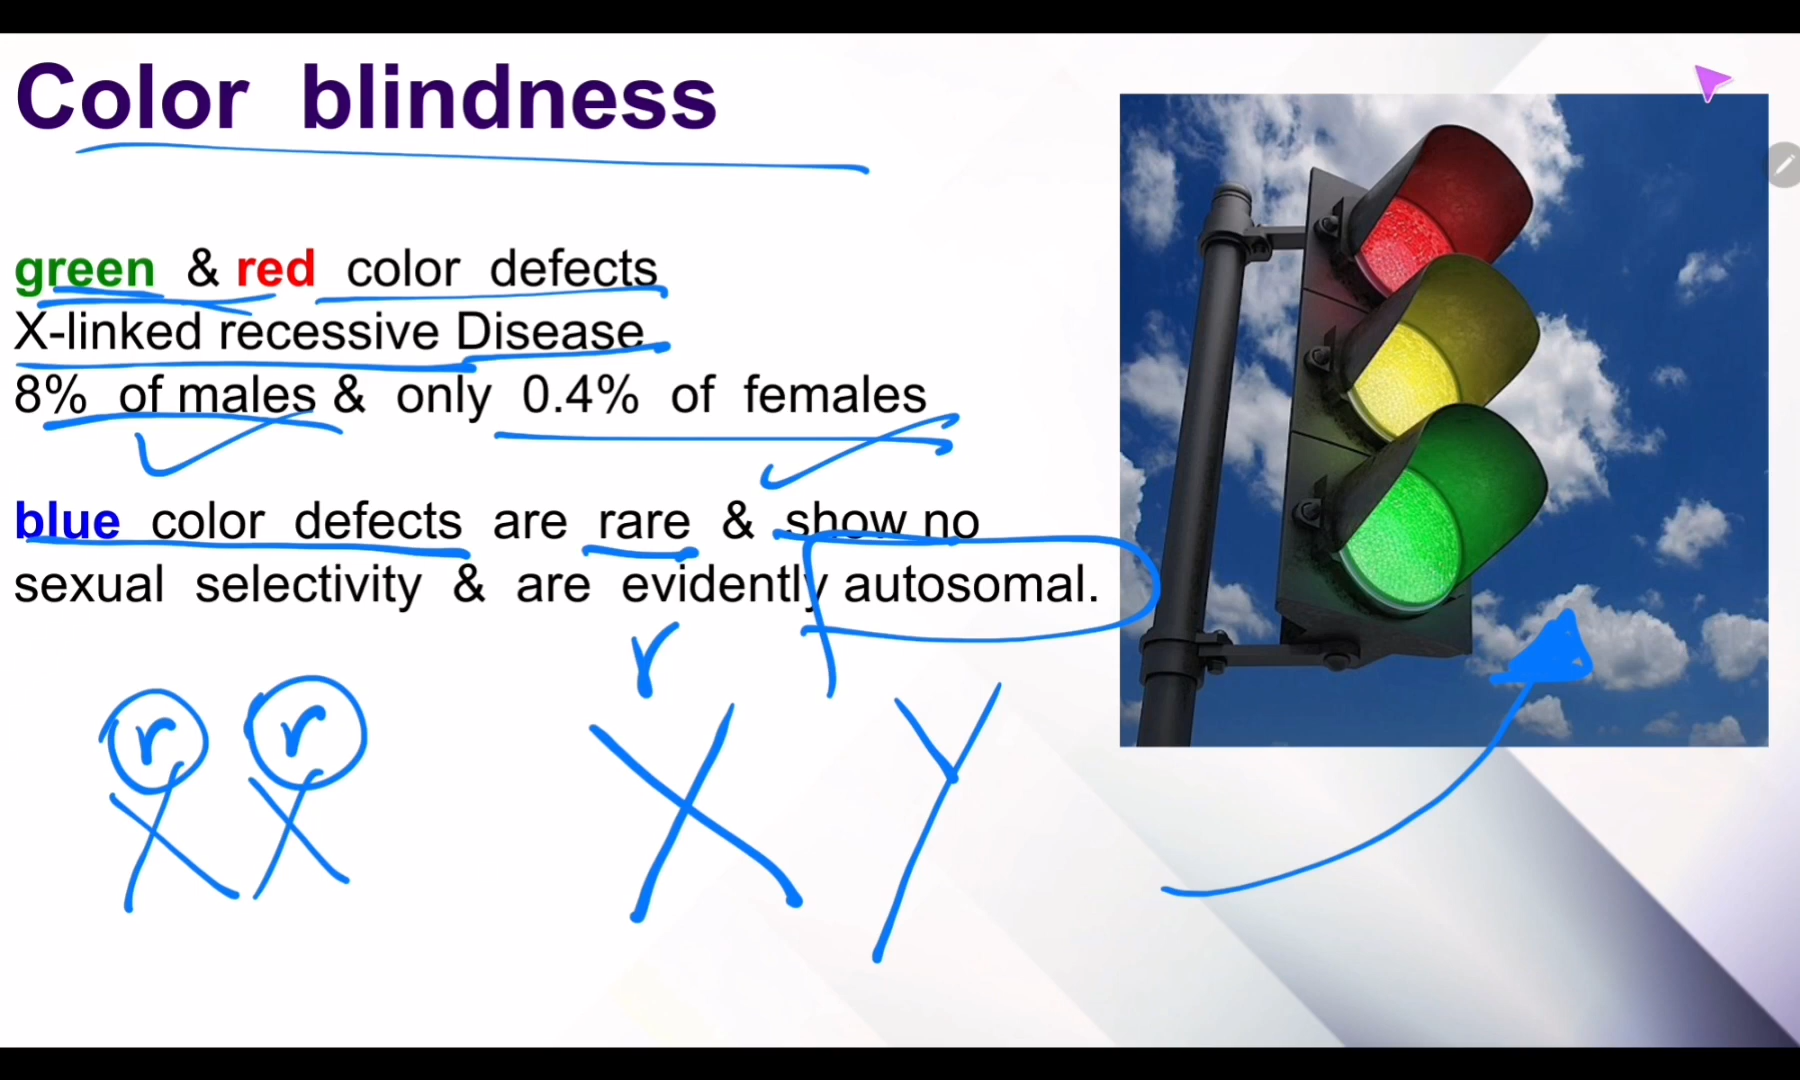 Color blindness
green & red color defects
X-linked recessive Disease
8% of males & only 0.4% of females
blue color defects are rare & show no
sexual selectivity & are evidently autosomal.
r r r
X X X Y